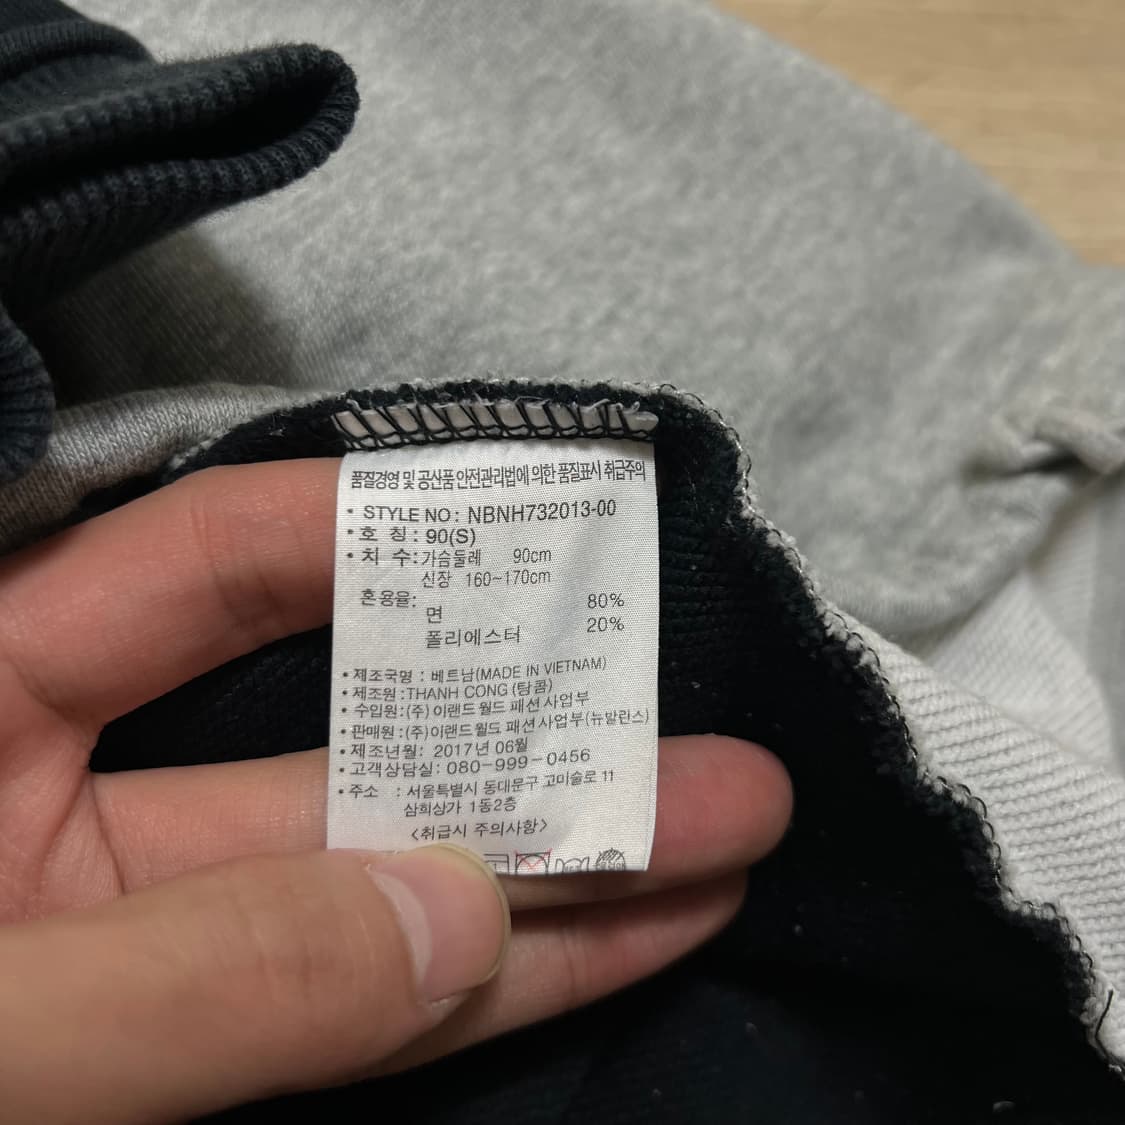 품질경영 및 공산품 안전관리법에 의한 품질표시 취급주의
• STYLE NO : NBNH732013-00
• 호 칭 : 90(S)
• 치 수 : 가슴둘레 90cm
신장 160~170cm
혼용율:
면 80%
폴리에스터 20%
• 제조국명 : 베트남(MADE IN VIETNAM)
• 제조원 : THANH CONG (탕콤)
• 수입원 : (주) 이랜드월드 패션사업부
• 판매원 : (주) 이랜드월드 패션사업부(뉴발란스)
• 제조년월: 2017년 06월
• 고객상담실: 080-999-0456
• 주소 : 서울특별시 동대문구 고미술로 11
삼희상가 1동2층
<취급시 주의사항>